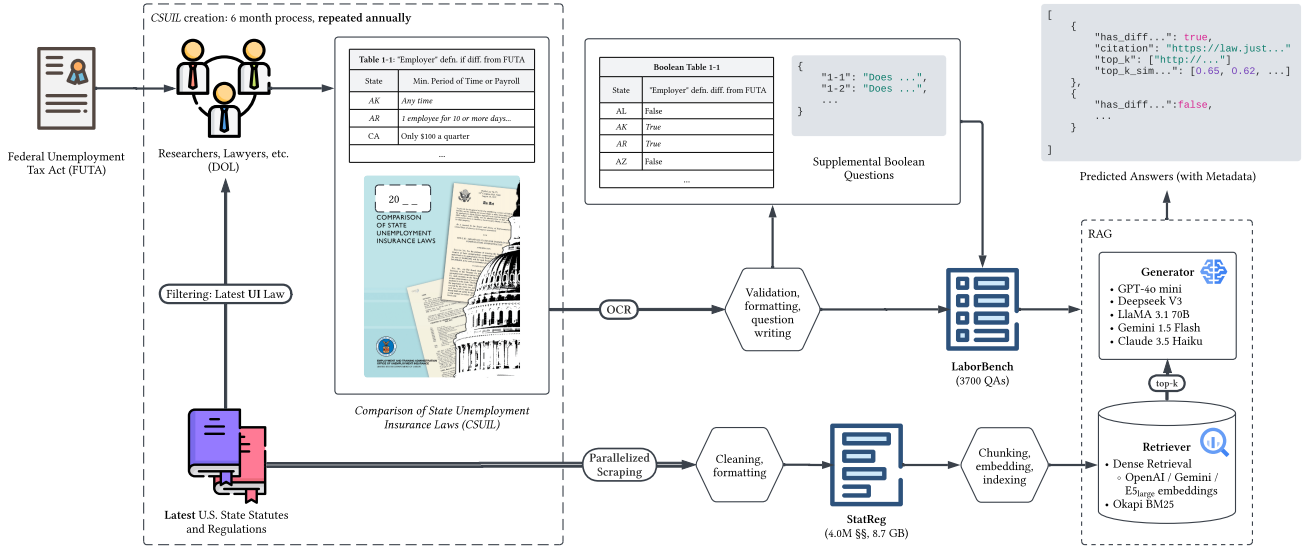 CSUIL creation: 6 month process, repeated annually
Federal Unemployment
Tax Act (FUTA)
Researchers, Lawyers, etc.
(DOL)
Filtering: Latest UI Law
Latest U.S. State Statutes
and Regulations
Table 1-1: "Employer" defn. if diff. from FUTA
State Min. Period of Time or Payroll
AK Any time
AR 1 employee for 10 or more days...
CA Only $100 a quarter
...
20 _ _
COMPARISON
OF STATE
UNEMPLOYMENT
INSURANCE LAWS
Comparison of State Unemployment
Insurance Laws (CSUIL)
OCR
Parallelized
Scraping
Boolean Table 1-1
State "Employer" defn. diff. from FUTA
AL False
AK True
AR True
AZ False
...
{
"1-1": "Does ...",
"1-2": "Does ...",
...
}
Supplemental Boolean
Questions
Validation,
formatting,
question
writing
LaborBench
(3700 QAs)
Cleaning,
formatting
StatReg
(4.0M §§, 8.7 GB)
Chunking,
embedding,
indexing
[
{
"has_diff...": true,
"citation": "https://law.just..."
"top_k": ["http://..."]
"top_k_sim...": [0.65, 0.62, ...]
},
{
"has_diff...":false,
...
}
]
Predicted Answers (with Metadata)
RAG
Generator
• GPT-4o mini
• Deepseek V3
• LlaMA 3.1 70B
• Gemini 1.5 Flash
• Claude 3.5 Haiku
top-k
Retriever
• Dense Retrieval
◦ OpenAI / Gemini /
E5large embeddings
• Okapi BM25